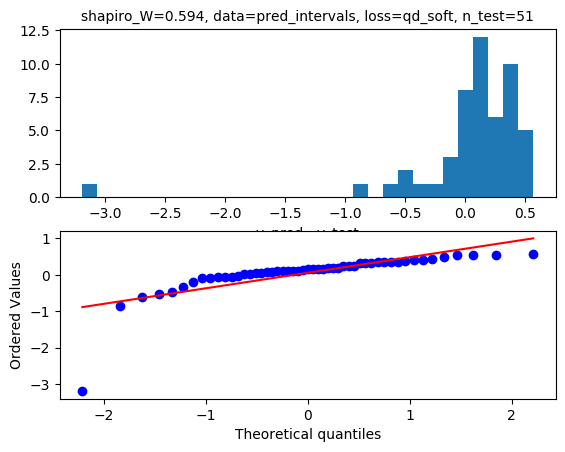 shapiro_W=0.594, data=pred_intervals, loss=qd_soft, n_test=51
12.5
10.0
7.5
5.0
2.5
0.0
−3.0 −2.5 −2.0 −1.5 −1.0 −0.5 0.0 0.5
1
0
−1
−2
−3
Ordered Values
−2 −1 0 1 2
Theoretical quantiles